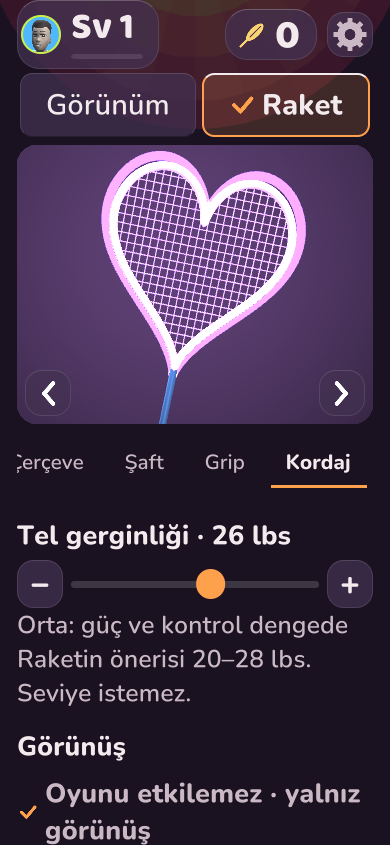 Sv 1
0
Görünüm
Raket
Çerçeve
Şaft
Grip
Kordaj
Tel gerginliği · 26 lbs
Orta: güç ve kontrol dengede
Raketin önerisi 20–28 lbs.
Seviye istemez.
Görünüş
Oyunu etkilemez · yalnız
görünüş